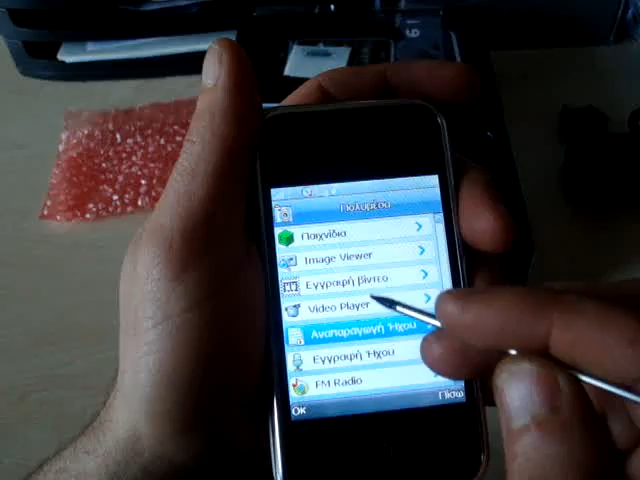 Πολυμέσα
Παιχνίδια
Image Viewer
Εγγραφή βίντεο
Video Player
Αναπαραγωγή Ήχου
Εγγραφή Ήχου
FM Radio
OK Πίσω